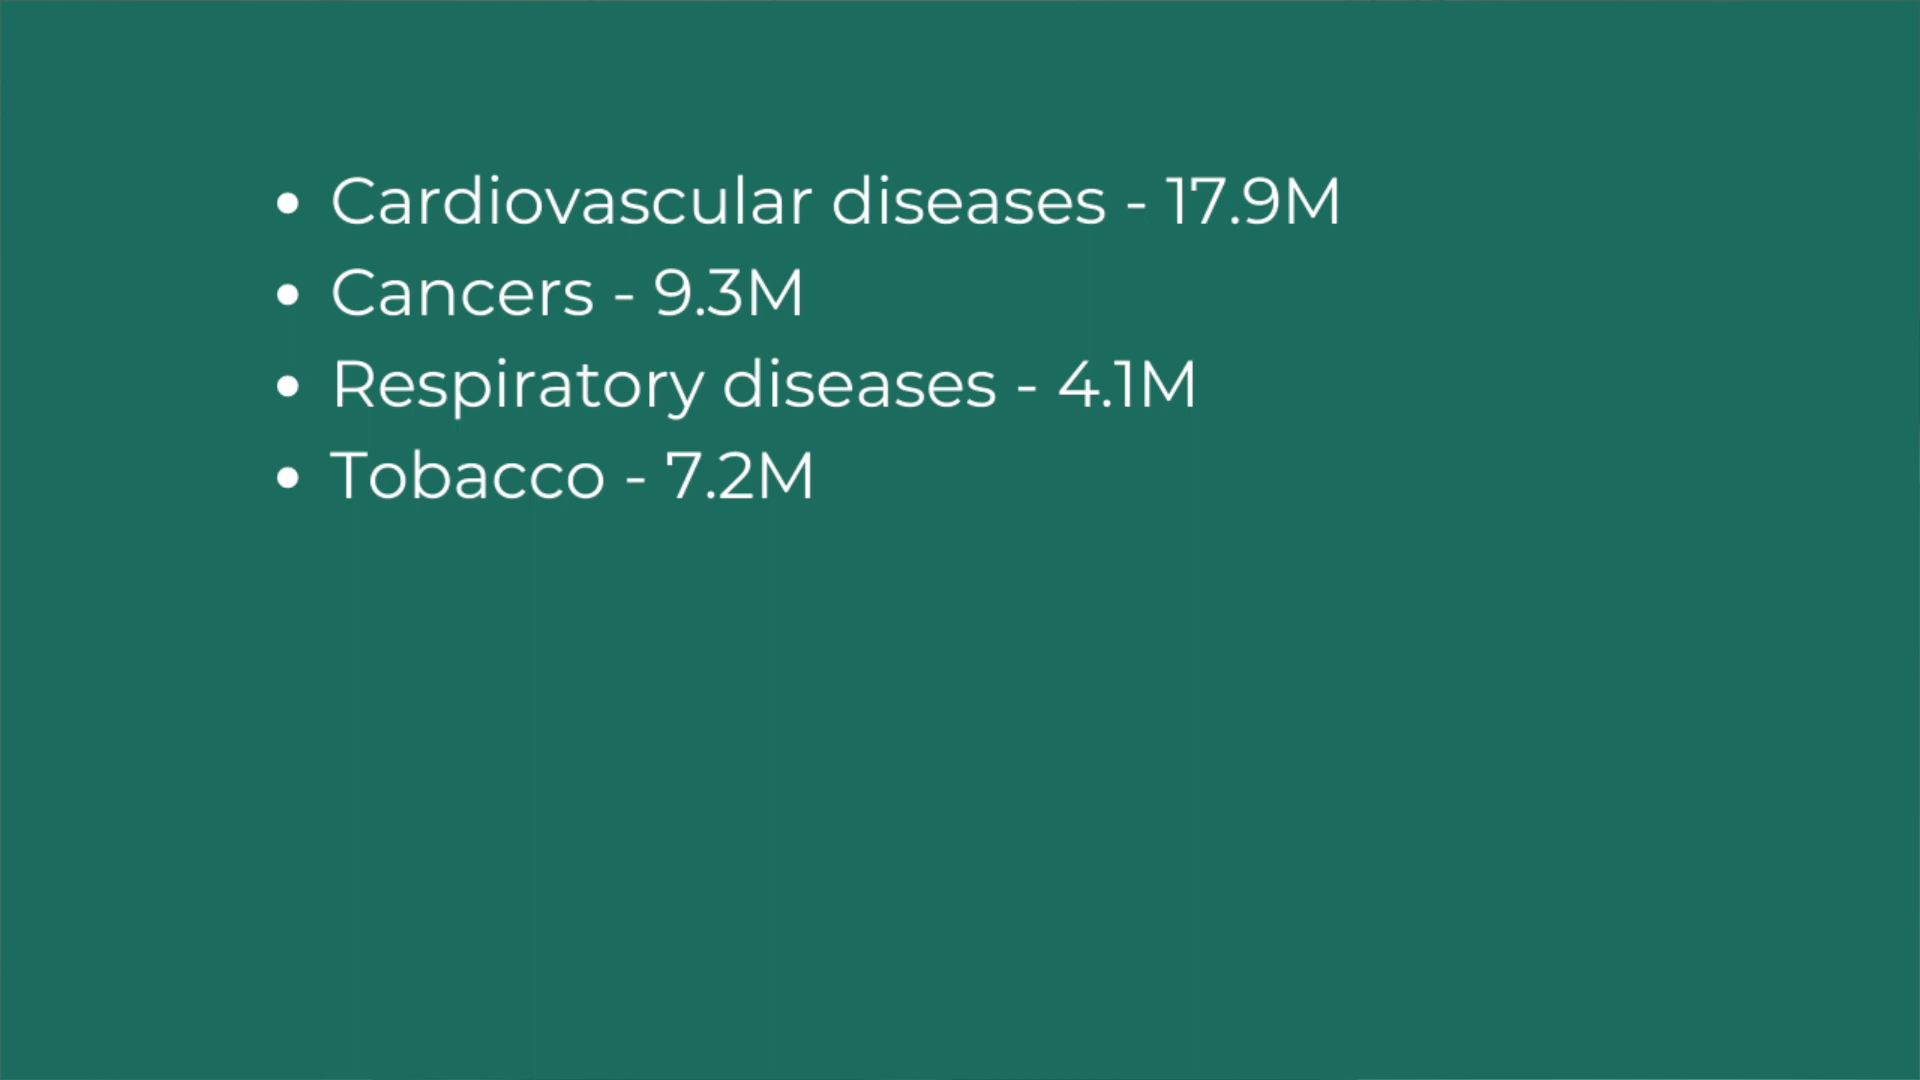 • Cardiovascular diseases - 17.9M
• Cancers - 9.3M
• Respiratory diseases - 4.1M
• Tobacco - 7.2M